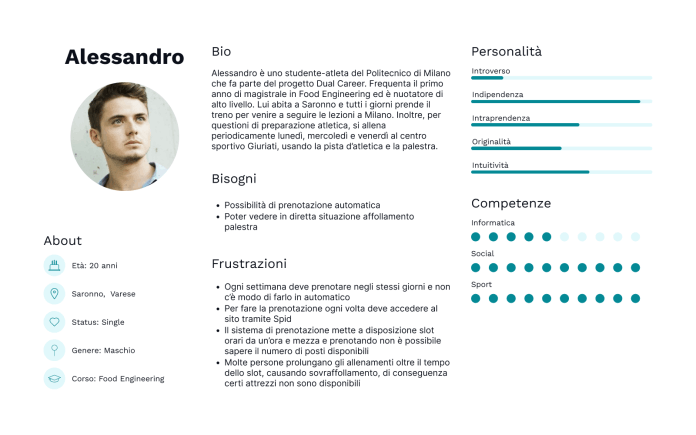 Alessandro
About
Età: 20 anni
Saronno, Varese
Status: Single
Genere: Maschio
Corso: Food Engineering
Bio
Alessandro è uno studente-atleta del Politecnico di Milano
che fa parte del progetto Dual Career. Frequenta il primo
anno di magistrale in Food Engineering ed è nuotatore di
alto livello. Lui abita a Saronno e tutti i giorni prende il
treno per venire a seguire le lezioni a Milano. Inoltre, per
questioni di preparazione atletica, si allena
periodicamente lunedì, mercoledì e venerdì al centro
sportivo Giuriati, usando la pista d'atletica e la palestra.
Bisogni
• Possibilità di prenotazione automatica
• Poter vedere in diretta situazione affollamento
palestra
Frustrazioni
• Ogni settimana deve prenotare negli stessi giorni e non
c'è modo di farlo in automatico
• Per fare la prenotazione ogni volta deve accedere al
sito tramite Spid
• Il sistema di prenotazione mette a disposizione slot
orari da un'ora e mezza e prenotando non è possibile
sapere il numero di posti disponibili
• Molte persone prolungano gli allenamenti oltre il tempo
dello slot, causando sovraffollamento, di conseguenza
certi attrezzi non sono disponibili
Personalità
Introverso
Indipendenza
Intraprendenza
Originalità
Intuitività
Competenze
Informatica
Social
Sport